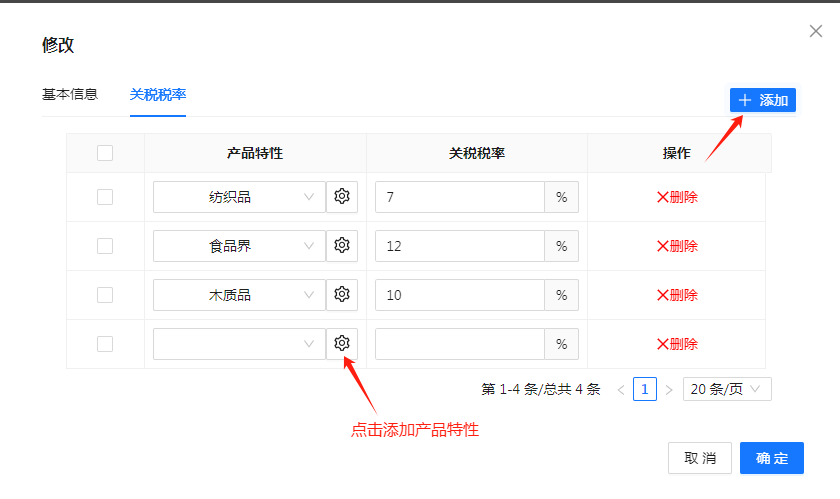 修改
基本信息 关税税率
添加
产品特性 关税税率 操作
纺织品 7 % 删除
食品界 12 % 删除
木质品 10 % 删除
% 删除
第 1-4 条/总共 4 条 < 1 > 20 条/页
点击添加产品特性
取 消 确 定